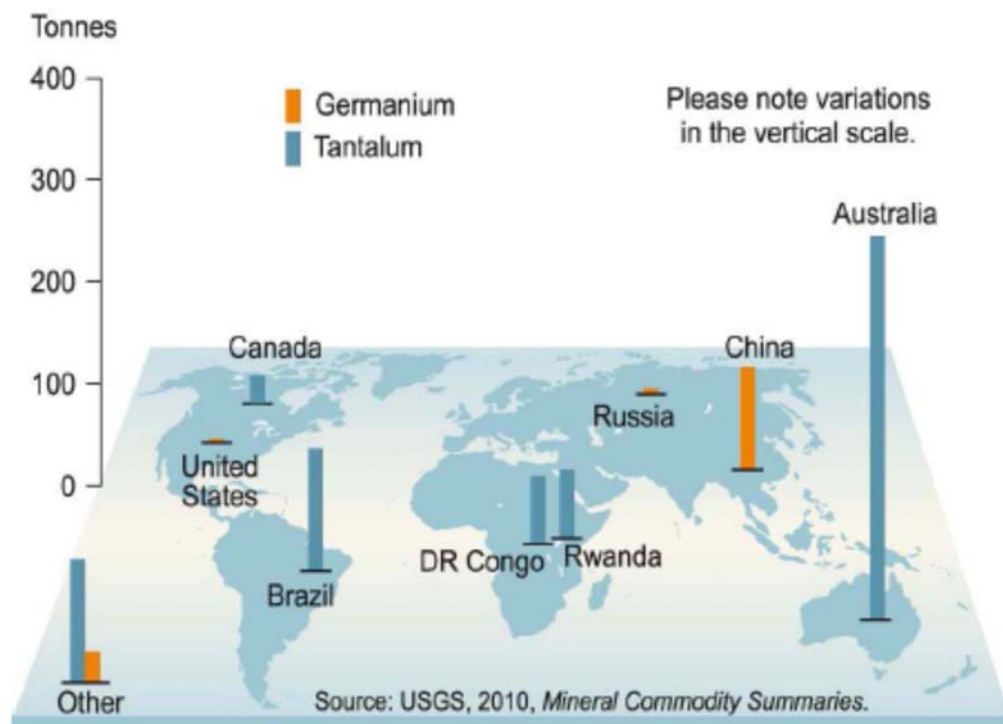 Tonnes
400
300
200
100
0
Germanium
Tantalum
Please note variations
in the vertical scale.
Australia
Canada
China
Russia
United
States
DR Congo
Rwanda
Brazil
Other
Source: USGS, 2010, Mineral Commodity Summaries.